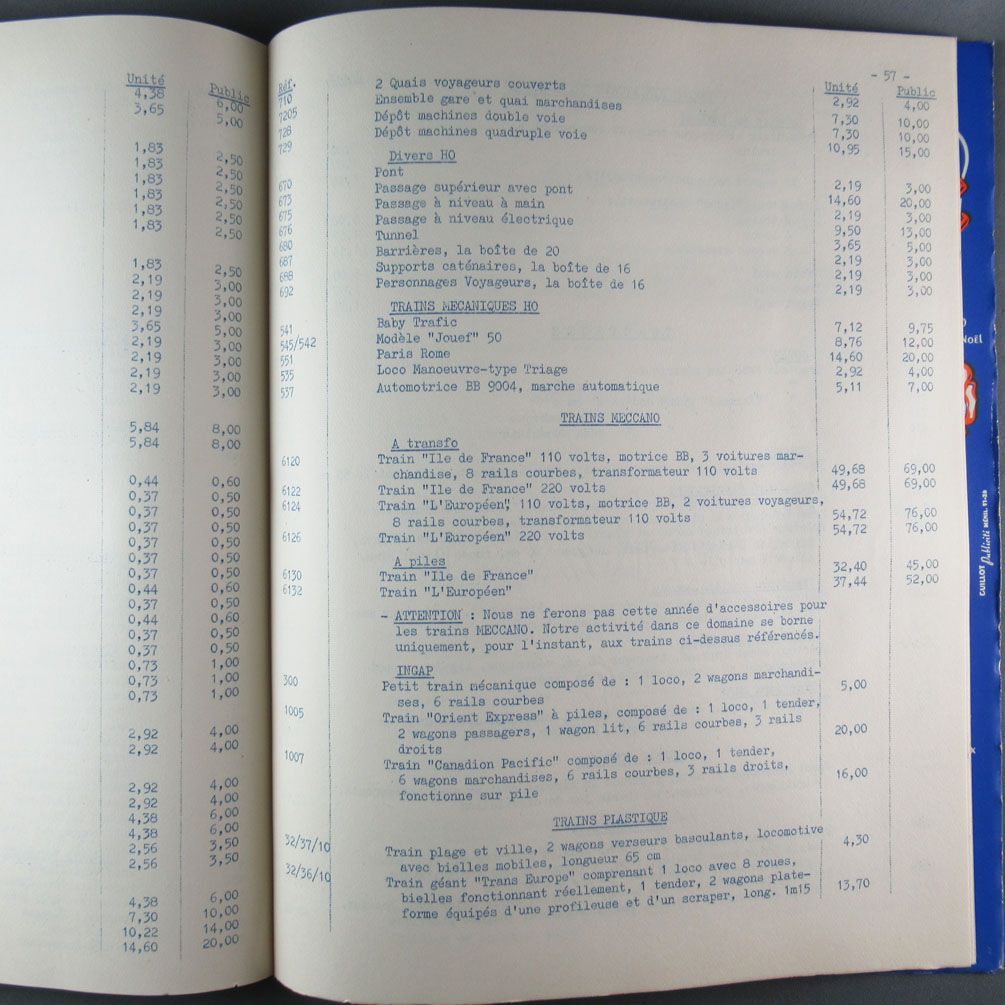 Unité Public
4,38 6,00
3,65 5,00
1,83 2,50
1,83 2,50
1,83 2,50
1,83 2,50
1,83 2,50
1,83 2,50
1,83 2,50
2,19 3,00
2,19 3,00
2,19 3,00
3,65 5,00
2,19 3,00
2,19 3,00
2,19 3,00
2,19 3,00
5,84 8,00
5,84 8,00
0,44 0,60
0,37 0,50
0,37 0,50
0,37 0,50
0,37 0,50
0,37 0,50
0,37 0,50
0,44 0,60
0,37 0,50
0,44 0,60
0,37 0,50
0,37 0,50
0,73 1,00
0,73 1,00
0,73 1,00
2,92 4,00
2,92 4,00
2,92 4,00
2,92 4,00
4,38 6,00
4,38 6,00
2,56 3,50
2,56 3,50
4,38 6,00
7,30 10,00
10,22 14,00
14,60 20,00
- 57 -
Réf. Unité Public
710 2 Quais voyageurs couverts 2,92 4,00
7205 Ensemble gare et quai marchandises 7,30 10,00
728 Dépôt machines double voie 7,30 10,00
729 Dépôt machines quadruple voie 10,95 15,00
Divers HO
670 Pont 2,19 3,00
673 Passage supérieur avec pont 14,60 20,00
675 Passage à niveau à main 2,19 3,00
676 Passage à niveau électrique 9,50 13,00
680 Tunnel 3,65 5,00
687 Barrières, la boîte de 20 2,19 3,00
688 Supports caténaires, la boîte de 16 2,19 3,00
692 Personnages Voyageurs, la boîte de 16 2,19 3,00
TRAINS MECANIQUES HO
541 Baby Trafic 7,12 9,75
545/542 Modèle "Jouef" 50 8,76 12,00
551 Paris Rome 14,60 20,00
535 Loco Manoeuvre-type Triage 2,92 4,00
537 Automotrice BB 9004, marche automatique 5,11 7,00
TRAINS MECCANO
A transfo
6120 Train "Ile de France" 110 volts, motrice BB, 3 voitures mar-
chandise, 8 rails courbes, transformateur 110 volts 49,68 69,00
6122 Train "Ile de France" 220 volts 49,68 69,00
6124 Train "L'Européen", 110 volts, motrice BB, 2 voitures voyageurs,
8 rails courbes, transformateur 110 volts 54,72 76,00
6126 Train "L'Européen" 220 volts 54,72 76,00
A piles
6130 Train "Ile de France" 32,40 45,00
6132 Train "L'Européen" 37,44 52,00
- ATTENTION : Nous ne ferons pas cette année d'accessoires pour
les trains MECCANO. Notre activité dans ce domaine se borne
uniquement, pour l'instant, aux trains ci-dessus référencés.
INGAP
300 Petit train mécanique composé de : 1 loco, 2 wagons marchandi-
ses, 6 rails courbes 5,00
1005 Train "Orient Express" à piles, composé de : 1 loco, 1 tender,
2 wagons passagers, 1 wagon lit, 6 rails courbes, 3 rails
droits 20,00
1007 Train "Canadion Pacific" composé de : 1 loco, 1 tender,
6 wagons marchandises, 6 rails courbes, 3 rails droits,
fonctionne sur pile 16,00
TRAINS PLASTIQUE
32/37/10 Train plage et ville, 2 wagons verseurs basculants, locomotive
avec bielles mobiles, longueur 65 cm 4,30
32/36/10 Train géant "Trans Europe" comprenant 1 loco avec 8 roues,
bielles fonctionnant réellement, 1 tender, 2 wagons plate-
forme équipés d'une profileuse et d'un scraper, long. 1m15 13,70
Noël
GUILLOT Publicité